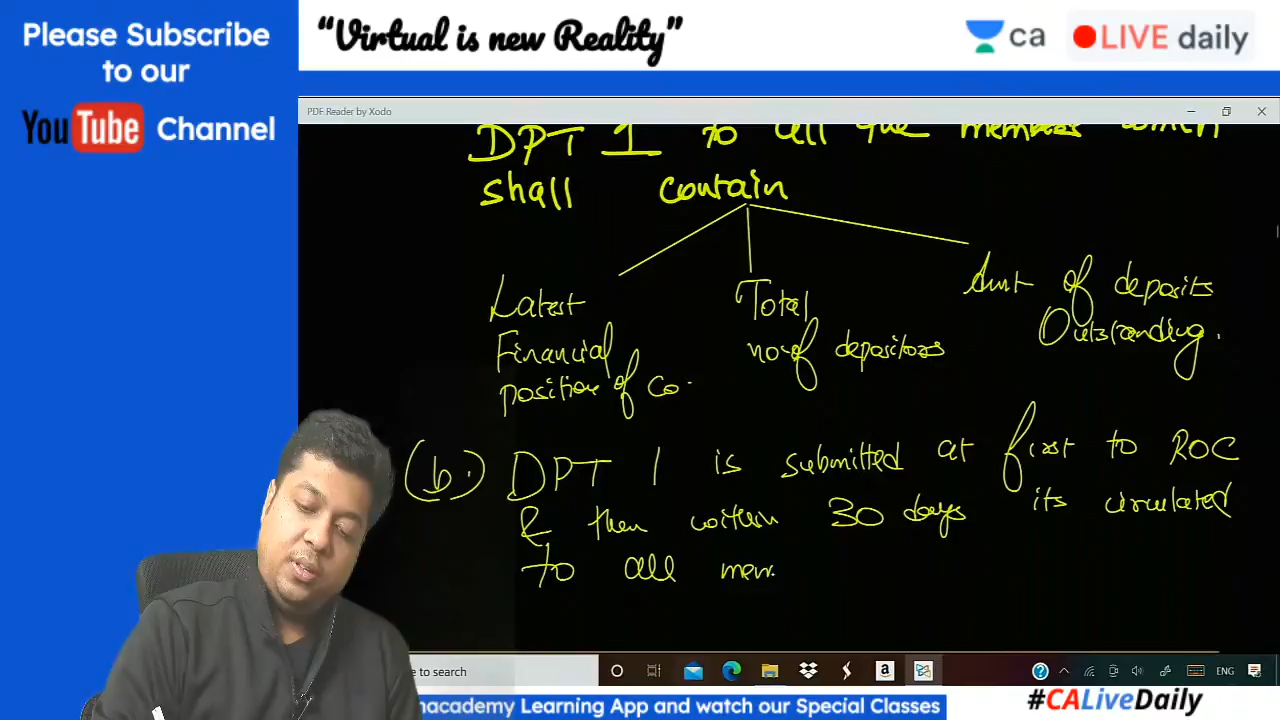 Please Subscribe
to our
YouTube Channel
“Virtual is new Reality”
ca
LIVE daily
PDF Reader by Xodo
DPT 1 to all the members which
shall contain
Latest
Financial
position of Co.
Total
no. of depositors
Amt of deposits
Outstanding.
(b.) DPT 1 is submitted at first to ROC
& then within 30 days its circulated
to all mem
e to search
ENG
nacademy Learning App and watch our Special Classes
#CALiveDaily